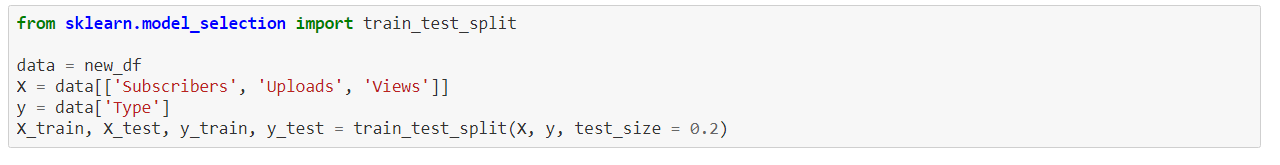 from sklearn.model_selection import train_test_split
data = new_df
X = data[['Subscribers', 'Uploads', 'Views']]
y = data['Type']
X_train, X_test, y_train, y_test = train_test_split(X, y, test_size = 0.2)